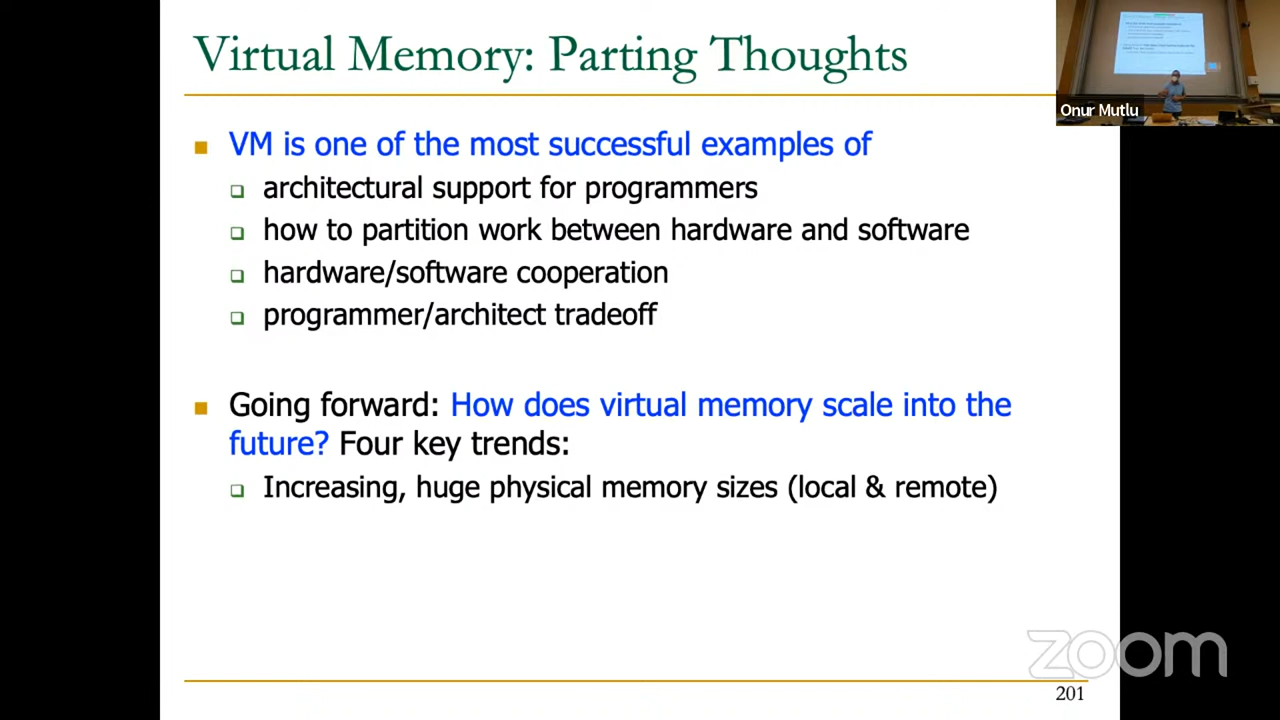 Virtual Memory: Parting Thoughts
Onur Mutlu
VM is one of the most successful examples of
architectural support for programmers
how to partition work between hardware and software
hardware/software cooperation
programmer/architect tradeoff
Going forward: How does virtual memory scale into the
future? Four key trends:
Increasing, huge physical memory sizes (local & remote)
zoom
201